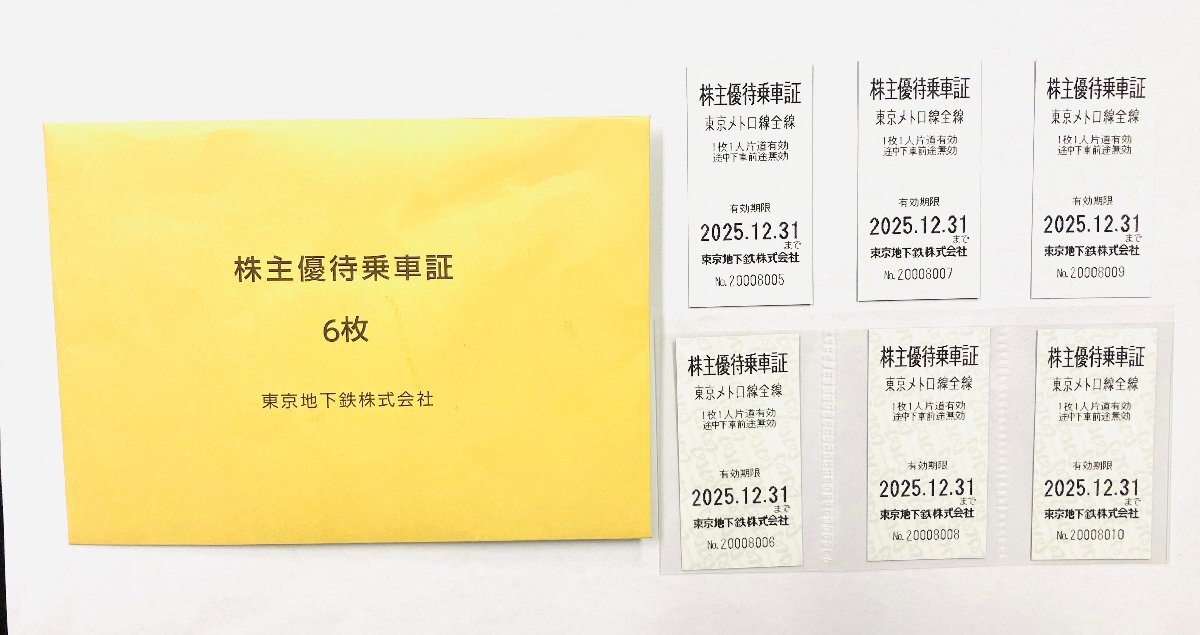 株主優待乗車証
6枚
東京地下鉄株式会社
株主優待乗車証
東京メトロ線全線
1枚1人片道有効
途中下車前途無効
有効期限
2025.12.31
まで
東京地下鉄株式会社
No.20008005
株主優待乗車証
東京メトロ線全線
1枚1人片道有効
途中下車前途無効
有効期限
2025.12.31
まで
東京地下鉄株式会社
No.20008007
株主優待乗車証
東京メトロ線全線
1枚1人片道有効
途中下車前途無効
有効期限
2025.12.31
まで
東京地下鉄株式会社
No.20008009
株主優待乗車証
東京メトロ線全線
1枚1人片道有効
途中下車前途無効
有効期限
2025.12.31
まで
東京地下鉄株式会社
No.20008006
株主優待乗車証
東京メトロ線全線
1枚1人片道有効
途中下車前途無効
有効期限
2025.12.31
まで
東京地下鉄株式会社
No.20008008
株主優待乗車証
東京メトロ線全線
1枚1人片道有効
途中下車前途無効
有効期限
2025.12.31
まで
東京地下鉄株式会社
No.20008010